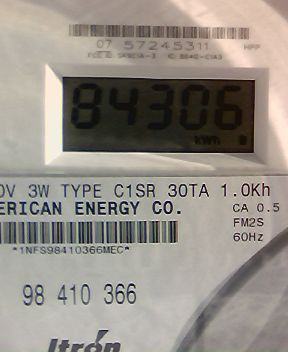 07 57245311
84306
kWh
0V 3W TYPE C1SR 30TA 1.0Kh
ERICAN ENERGY CO.
CA 0.5
FM2S
60Hz
*1NFS98410366MEC*
98 410 366
Itron